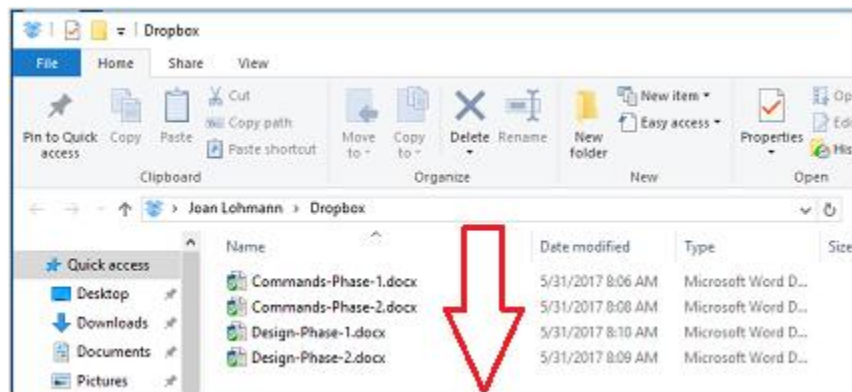 Dropbox
File Home Share View
Pin to Quick access
Copy
Paste
Cut
Copy path
Paste shortcut
Move to
Copy to
Delete
Rename
New folder
New item
Easy access
Properties
Op
Edi
His
Clipboard Organize New Open
Joan Lohmann > Dropbox
Name Date modified Type Size
Quick access
Desktop
Downloads
Documents
Pictures
Commands-Phase-1.docx 5/31/2017 8:06 AM Microsoft Word D...
Commands-Phase-2.docx 5/31/2017 8:08 AM Microsoft Word D...
Design-Phase-1.docx 5/31/2017 8:10 AM Microsoft Word D...
Design-Phase-2.docx 5/31/2017 8:09 AM Microsoft Word D...